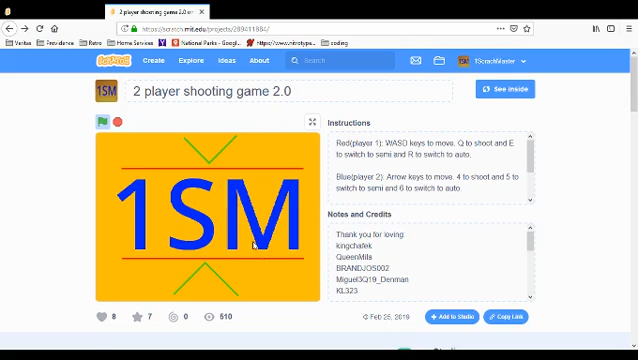 2 player shooting game 2.0 on
https://scratch.mit.edu/projects/289411884/
Veritas
Providence
Retro
Home Services
National Parks - Googl...
https://www.nitrotype...
coding
SCRATCH
Create
Explore
Ideas
About
Search
1ScrachMaster
1SM
2 player shooting game 2.0
See inside
Instructions
Red(player 1): WASD keys to move. Q to shoot and E
to switch to semi and R to switch to auto.
Blue(player 2): Arrow keys to move. 4 to shoot and 5 to
switch to semi and 6 to switch to auto.
1SM
Notes and Credits
Thank you for loving:
kingchafek
QueenMills
BRANDJOS002
Miguel3Q19_Denman
KL323
8
7
0
510
© Feb 25, 2019
Add to Studio
Copy Link